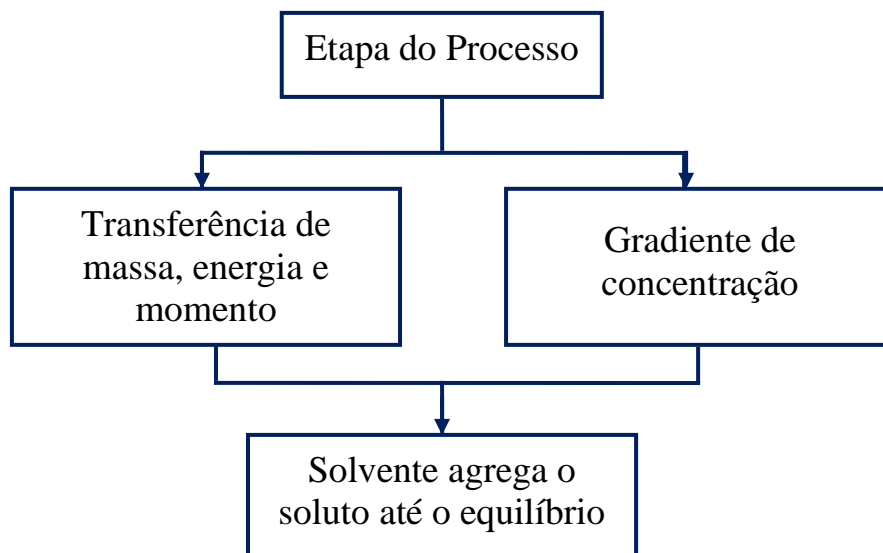 Etapa do Processo
Transferência de
massa, energia e
momento
Gradiente de
concentração
Solvente agrega o
soluto até o equilíbrio